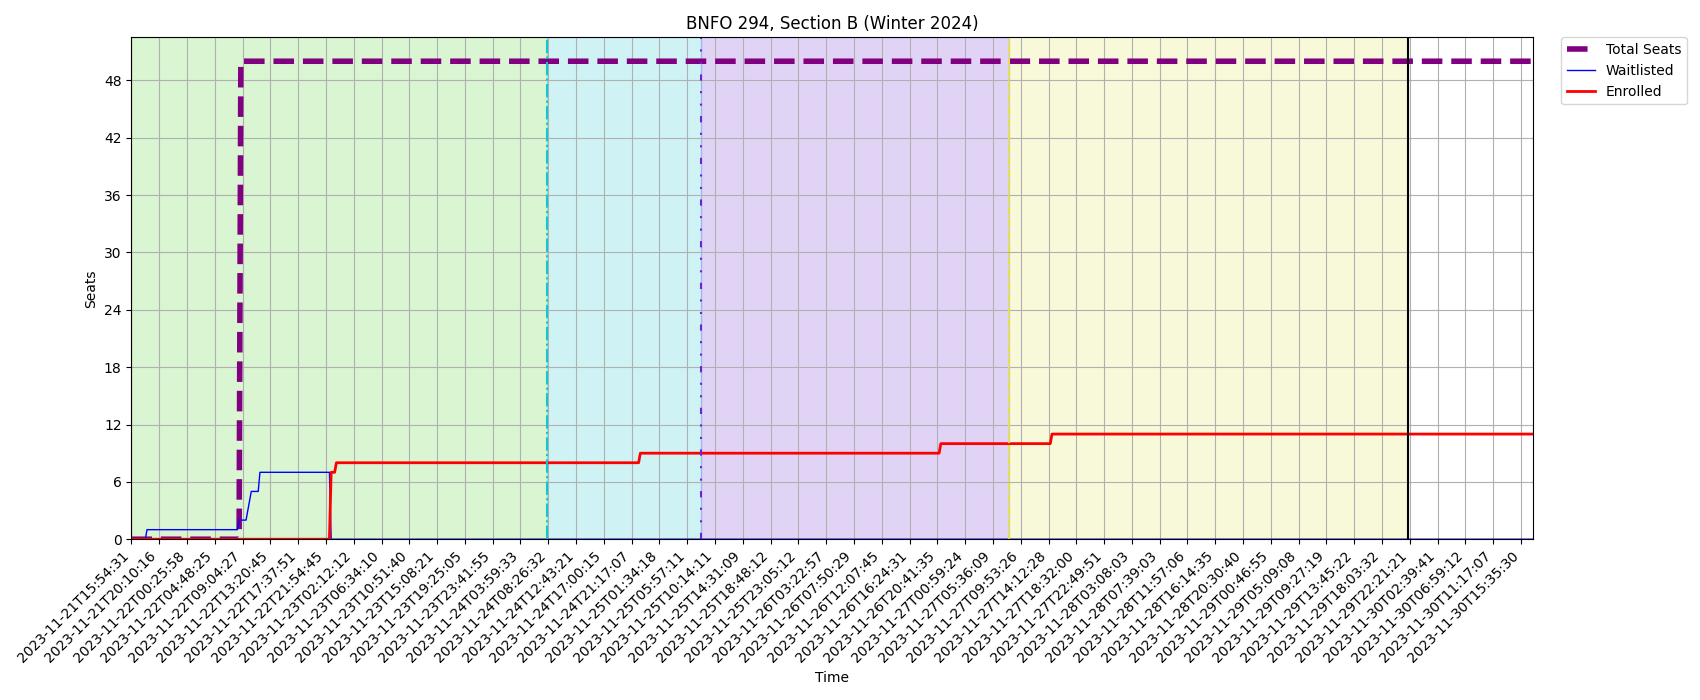 BNFO 294, Section B (Winter 2024)
Total Seats
Waitlisted
Enrolled
Seats
48
42
36
30
24
18
12
6
0
2023-11-21T15:54:31
2023-11-21T20:10:16
2023-11-22T00:25:58
2023-11-22T04:48:25
2023-11-22T09:04:27
2023-11-22T13:20:45
2023-11-22T17:37:51
2023-11-22T21:54:45
2023-11-23T02:12:12
2023-11-23T06:34:10
2023-11-23T10:51:40
2023-11-23T15:08:21
2023-11-23T19:25:05
2023-11-23T23:41:55
2023-11-24T03:59:33
2023-11-24T08:26:32
2023-11-24T12:43:21
2023-11-24T17:00:15
2023-11-24T21:17:07
2023-11-25T01:34:18
2023-11-25T05:57:11
2023-11-25T10:14:11
2023-11-25T14:31:09
2023-11-25T18:48:12
2023-11-25T23:05:12
2023-11-26T03:22:57
2023-11-26T07:50:29
2023-11-26T12:07:45
2023-11-26T16:24:31
2023-11-26T20:41:35
2023-11-27T00:59:24
2023-11-27T05:36:09
2023-11-27T09:53:26
2023-11-27T14:12:28
2023-11-27T18:32:00
2023-11-27T22:49:51
2023-11-28T03:08:03
2023-11-28T07:39:03
2023-11-28T11:57:06
2023-11-28T16:14:35
2023-11-28T20:30:40
2023-11-29T00:46:55
2023-11-29T05:09:08
2023-11-29T09:27:19
2023-11-29T13:45:22
2023-11-29T18:03:32
2023-11-29T22:21:21
2023-11-30T02:39:41
2023-11-30T06:59:12
2023-11-30T11:17:07
2023-11-30T15:35:30
Time